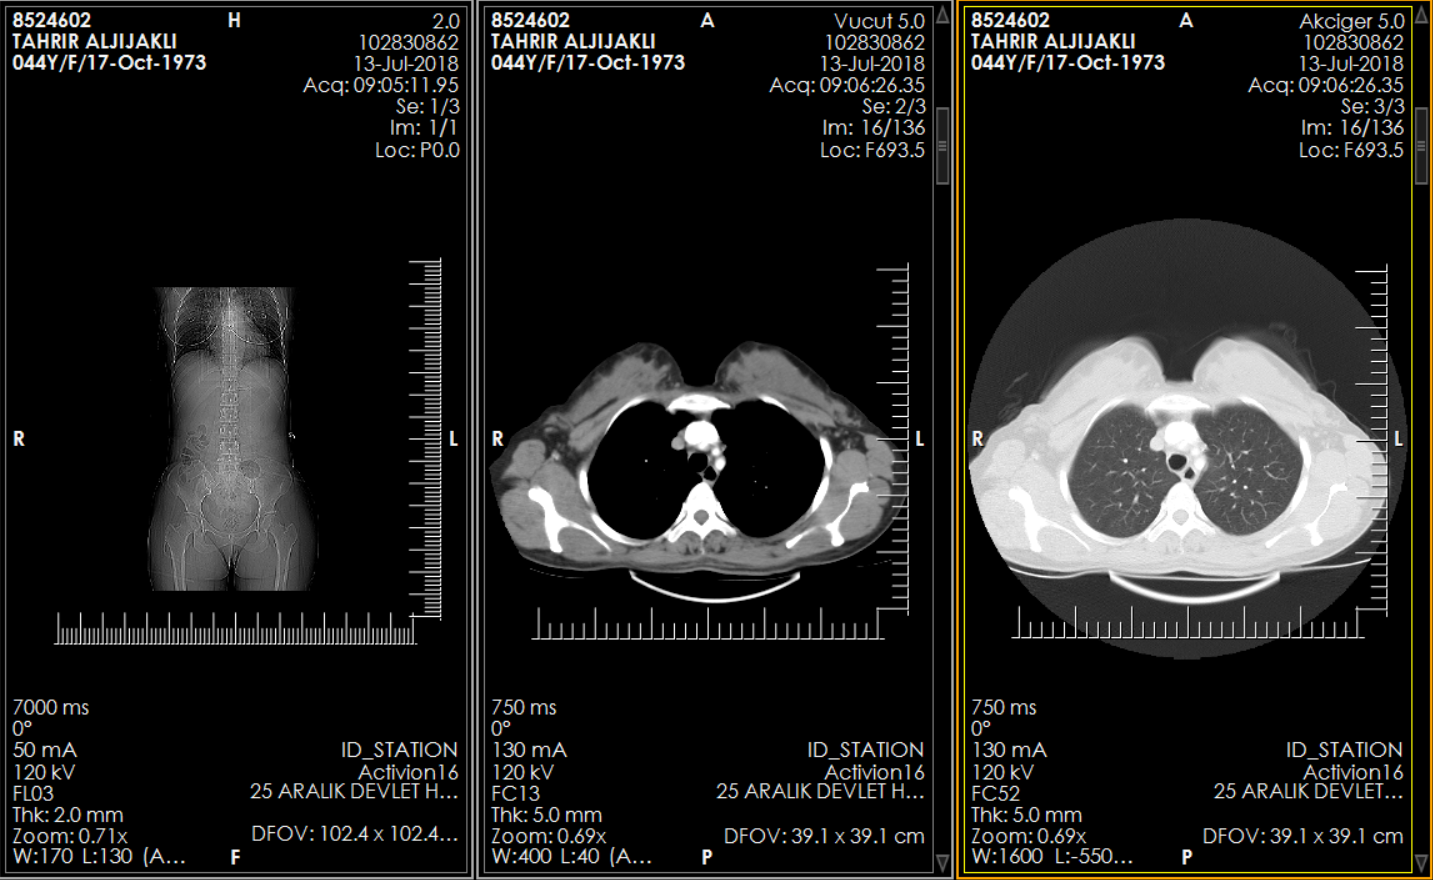 8524602
H
2.0
TAHRIR ALJIJAKLI
102830862
044Y/F/17-Oct-1973
13-Jul-2018
Acq: 09:05:11.95
Se: 1/3
Im: 1/1
Loc: P0.0
R
L
7000 ms
0°
50 mA
ID_STATION
120 kV
Activion16
FL03
25 ARALIK DEVLET H...
Thk: 2.0 mm
Zoom: 0.71x
DFOV: 102.4 x 102.4...
W:170 L:130 (A...
F
8524602
A
Vucut 5.0
TAHRIR ALJIJAKLI
102830862
044Y/F/17-Oct-1973
13-Jul-2018
Acq: 09:06:26.35
Se: 2/3
Im: 16/136
Loc: F693.5
R
L
750 ms
0°
130 mA
ID_STATION
120 kV
Activion16
FC13
25 ARALIK DEVLET H...
Thk: 5.0 mm
Zoom: 0.69x
DFOV: 39.1 x 39.1 cm
W:400 L:40 (A...
P
8524602
A
Akciger 5.0
TAHRIR ALJIJAKLI
102830862
044Y/F/17-Oct-1973
13-Jul-2018
Acq: 09:06:26.35
Se: 3/3
Im: 16/136
Loc: F693.5
R
L
750 ms
0°
130 mA
ID_STATION
120 kV
Activion16
FC52
25 ARALIK DEVLET...
Thk: 5.0 mm
Zoom: 0.69x
DFOV: 39.1 x 39.1 cm
W:1600 L:-550...
P